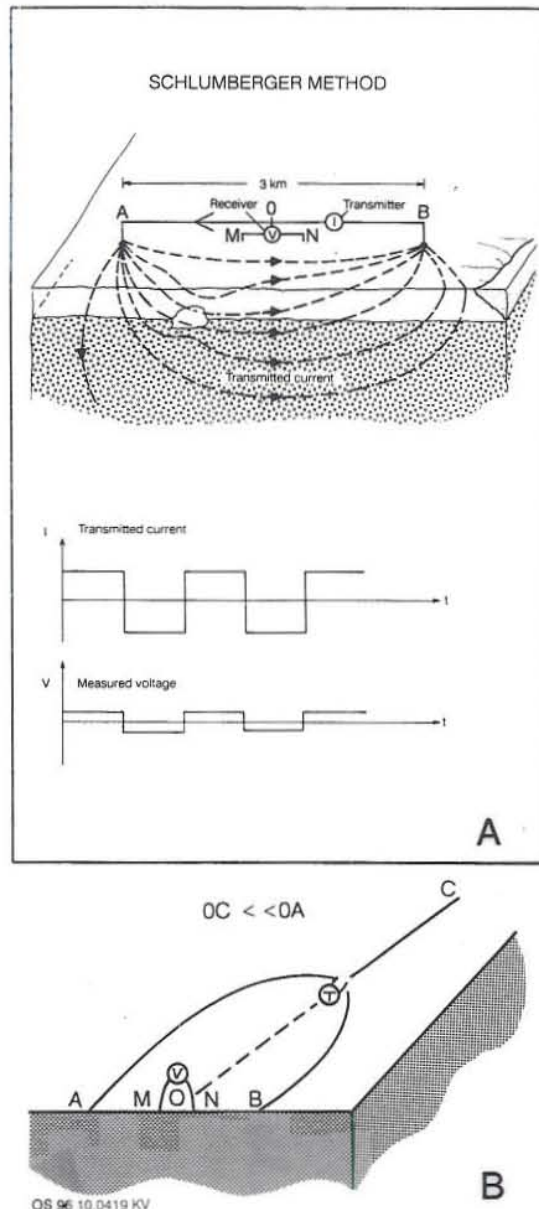 SCHLUMBERGER METHOD
3 km
A Receiver 0 Transmitter B
M V N I
Transmitted current
I Transmitted current
t
V Measured voltage
t
A
C
0C < <0A
T
V
A M O N B
B
OS 96 10.0419 KV